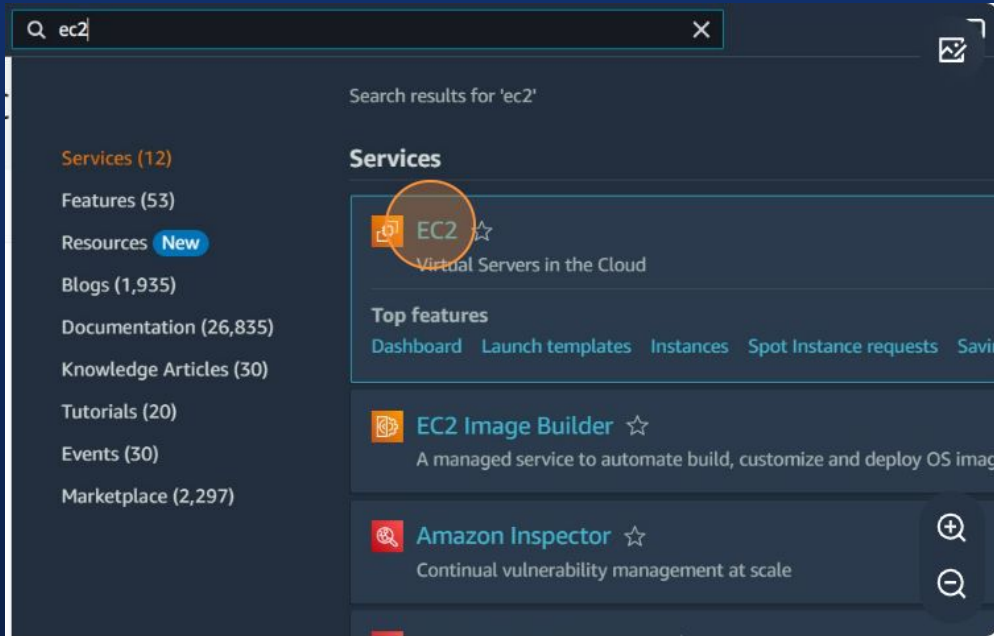 ec2
Search results for 'ec2'
Services (12)
Features (53)
Resources New
Blogs (1,935)
Documentation (26,835)
Knowledge Articles (30)
Tutorials (20)
Events (30)
Marketplace (2,297)
Services
EC2
Virtual Servers in the Cloud
Top features
Dashboard Launch templates Instances Spot Instance requests
EC2 Image Builder
A managed service to automate build, customize and deploy OS
Amazon Inspector
Continual vulnerability management at scale